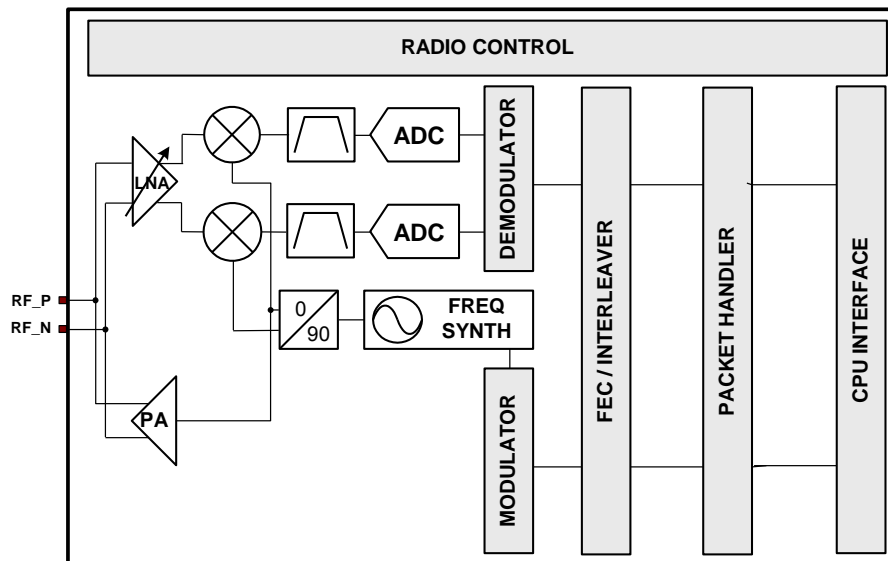 RADIO CONTROL
LNA
ADC
ADC
DEMODULATOR
FEC / INTERLEAVER
PACKET HANDLER
CPU INTERFACE
RF_P
RF_N
0
90
FREQ
SYNTH
PA
MODULATOR